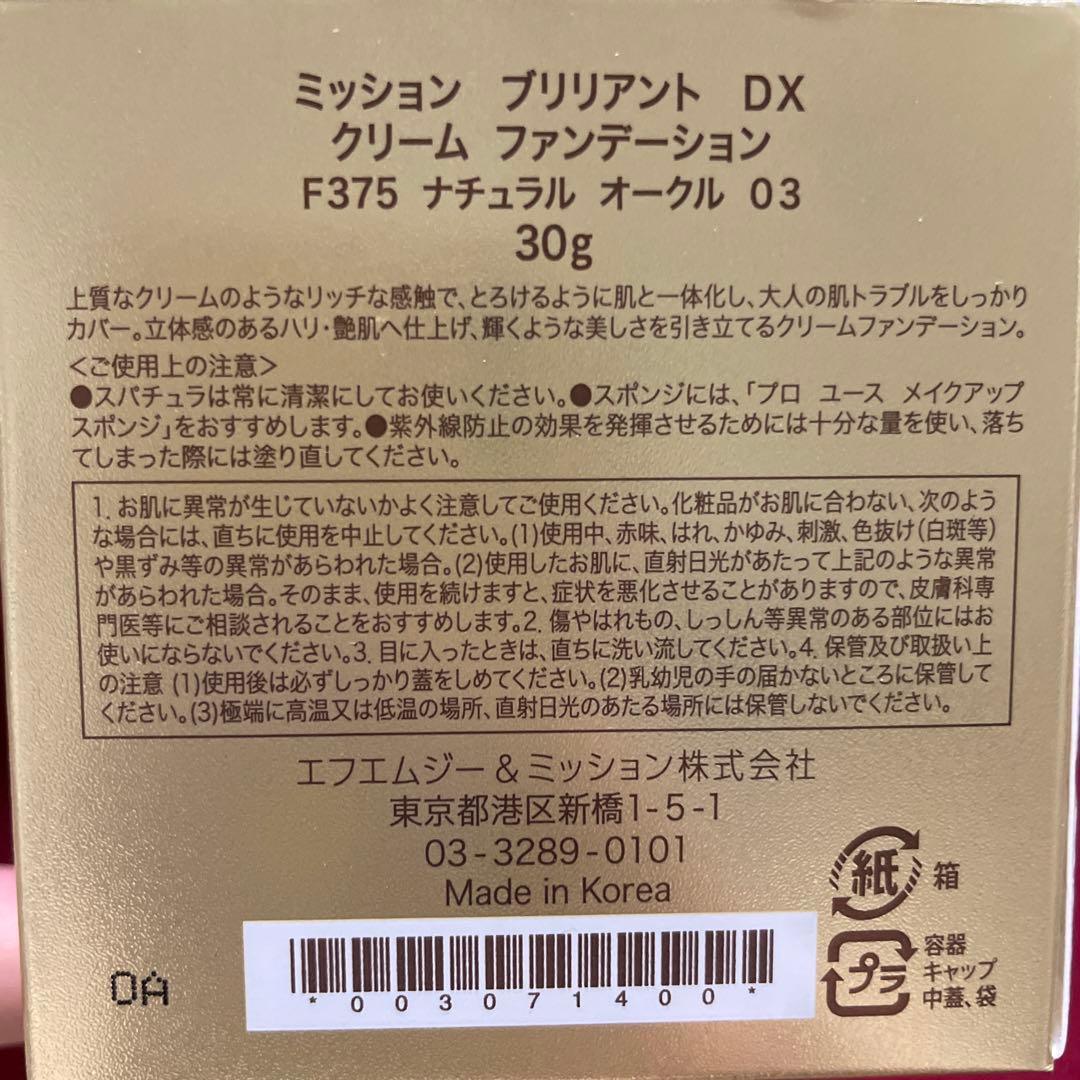 ミッション ブリリアント DX
クリーム ファンデーション
F375 ナチュラル オークル 03
30g
上質なクリームのようなリッチな感触で、とろけるように肌と一体化し、大人の肌トラブルをしっかり
カバー。立体感のあるハリ・艶肌へ仕上げ、輝くような美しさを引き立てるクリームファンデーション。
<ご使用上の注意>
●スパチュラは常に清潔にしてお使いください。●スポンジには、「プロ ユース メイクアップ
スポンジ」をおすすめします。●紫外線防止の効果を発揮させるためには十分な量を使い、落ち
てしまった際には塗り直してください。
1. お肌に異常が生じていないかよく注意してご使用ください。化粧品がお肌に合わない、次のよう
な場合には、直ちに使用を中止してください。(1)使用中、赤味、はれ、かゆみ、刺激、色抜け(白斑等)
や黒ずみ等の異常があらわれた場合。(2)使用したお肌に、直射日光があたって上記のような異常
があらわれた場合。そのまま、使用を続けますと、症状を悪化させることがありますので、皮膚科専
門医等にご相談されることをおすすめします。2. 傷やはれもの、しっしん等異常のある部位にはお
使いにならないでください。3. 目に入ったときは、直ちに洗い流してください。4. 保管及び取扱い上
の注意 (1)使用後は必ずしっかり蓋をしめてください。(2)乳幼児の手の届かないところに保管して
ください。(3)極端に高温又は低温の場所、直射日光のあたる場所には保管しないでください。
エフエムジー&ミッション株式会社
東京都港区新橋1-5-1
03-3289-0101
Made in Korea
紙 箱
プラ 容器
キャップ
中蓋、袋
*003071400*
0A